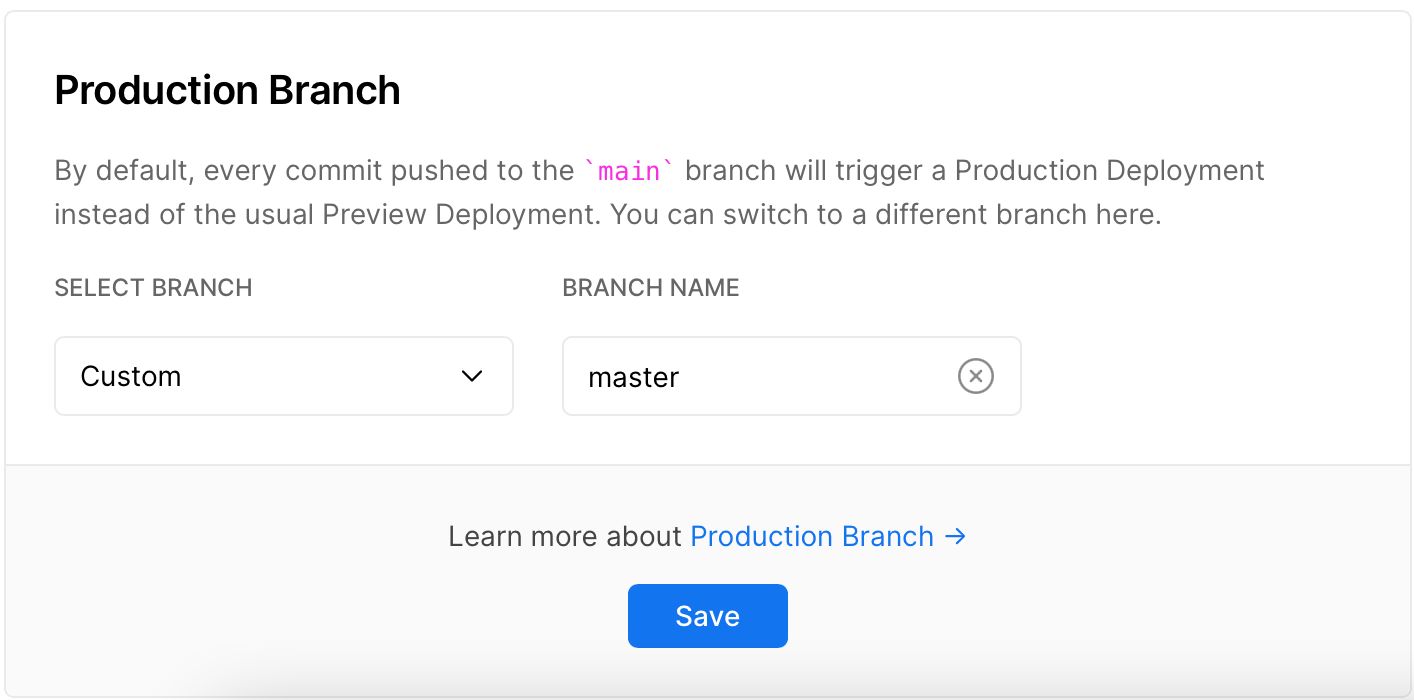 Production Branch
By default, every commit pushed to the `main` branch will trigger a Production Deployment
instead of the usual Preview Deployment. You can switch to a different branch here.
SELECT BRANCH
BRANCH NAME
Custom
master
Learn more about Production Branch →
Save